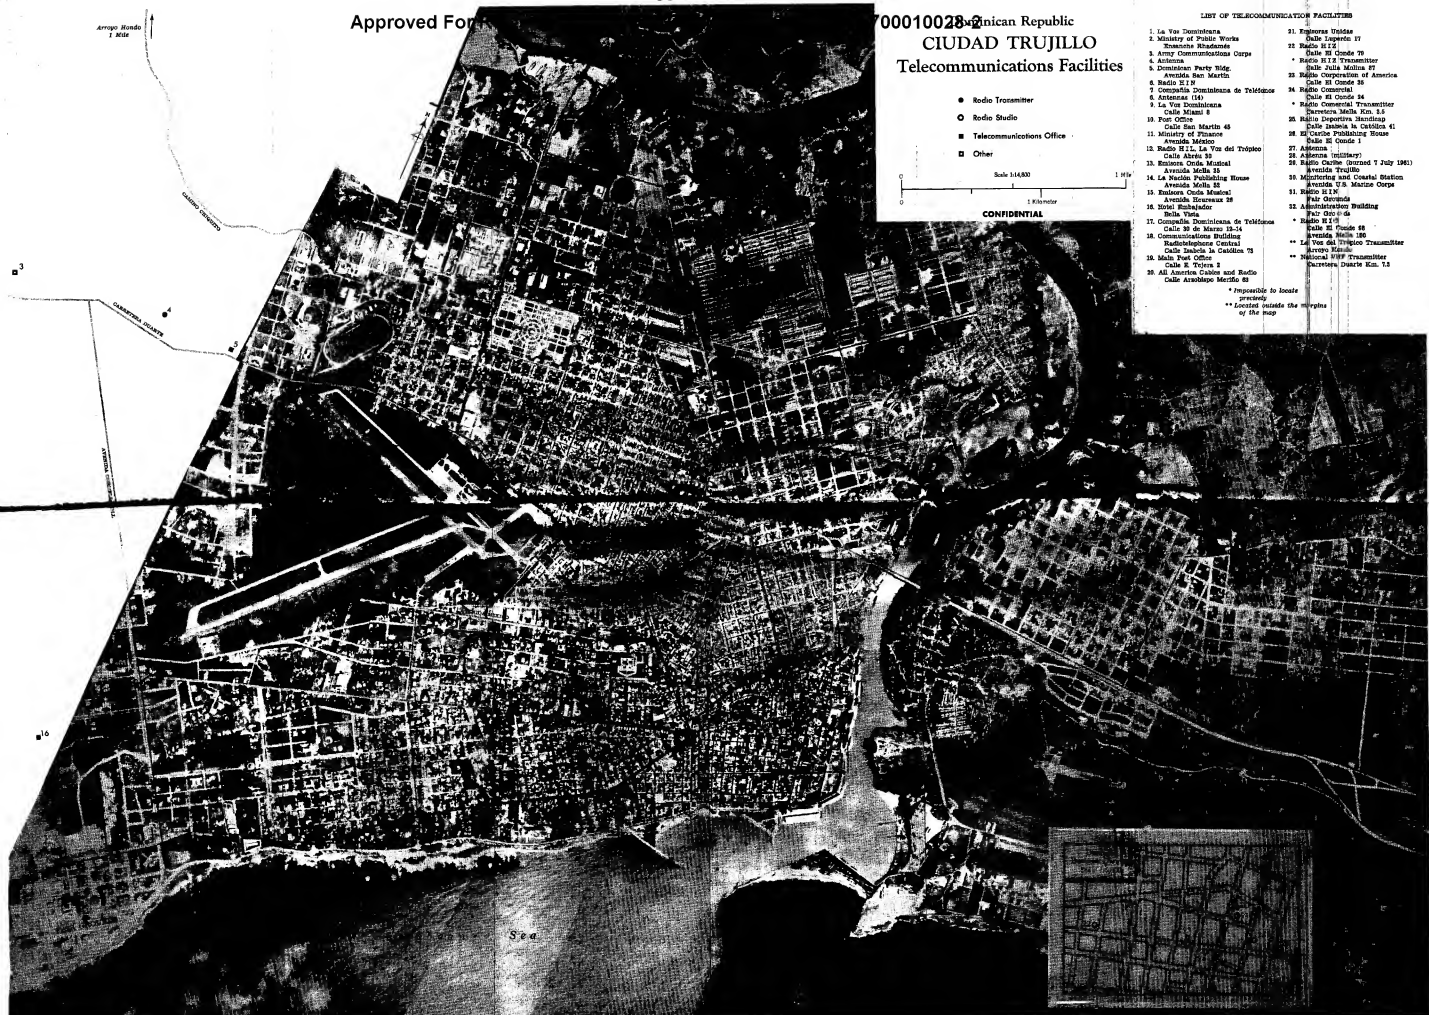 Approved For
700010028-2
Dominican Republic
CIUDAD TRUJILLO
Telecommunications Facilities
Radio Transmitter
Radio Studio
Telecommunications Office
Other
Scale 1:14,800
0 1 Mile
0 1 Kilometer
CONFIDENTIAL
LIST OF TELECOMMUNICATION FACILITIES
1. La Voz Dominicana
2. Ministry of Public Works
Ensanche Rhadamés
3. Army Communications Corps
4. Antenna
5. Dominican Party Bldg.
Avenida San Martin
6. Radio H I N
7. Compañia Dominicana de Teléfonos
8. Antennas (14)
9. La Voz Dominicana
Calle Miami 8
10. Post Office
Calle San Martin 45
11. Ministry of Finance
Avenida México
12. Radio H I L, La Voz del Trópico
Calle Abréu 30
13. Emisora Onda Musical
Avenida Mella 35
14. La Nación Publishing House
Avenida Mella 52
15. Emisora Onda Musical
Avenida Heureaux 26
16. Hotel Embajador
Bella Vista
17. Compañia Dominicana de Teléfonos
Calle 30 de Marzo 12-14
18. Communications Building
Radiotelephone Central
Calle Isabela la Católica 73
19. Main Post Office
Calle E. Tejera 2
20. All America Cables and Radio
Calle Arzobispo Meriño 63
21. Emisoras Unidas
Calle Luperón 17
22 Radio H I Z
Calle El Conde 79
* Radio H I Z Transmitter
Calle Julia Molina 87
23 Radio Corporation of America
Calle El Conde 35
24 Radio Comercial
Calle El Conde 24
* Radio Comercial Transmitter
Carretera Mella Km. 5.5
25. Radio Deportiva Handicap
Calle Isabela la Católica 41
26. El Caribe Publishing House
Calle El Conde 1
27. Antenna
28. Antenna (military)
29. Radio Caribe (burned 7 July 1961)
Avenida Trujillo
30. Monitoring and Coastal Station
Avenida U.S. Marine Corps
31. Radio H I N
Fair Grounds
32. Administration Building
Fair Grounds
* Radio H I
Calle El Conde
Avenida Mella 180
** La Voz del Trópico Transmitter
Arroyo Hondo
** National VHF Transmitter
Carretera Duarte Km. 7.5
* Impossible to locate
precisely
** Located outside the margins
of the map
Arroyo Hondo
1 Mile
N
CAMINO CHIQUITO
3
4
CARRETERA DUARTE
5
AVENIDA
16
Sea